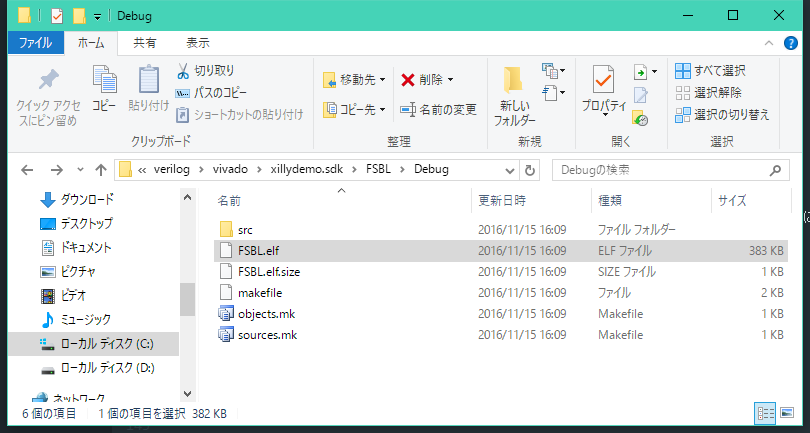 Debug
ファイル ホーム 共有 表示
クイック アクセスにピン留め
コピー
貼り付け
切り取り
パスのコピー
ショートカットの貼り付け
クリップボード
移動先
コピー先
削除
名前の変更
整理
新しいフォルダー
新規
プロパティ
開く
すべて選択
選択解除
選択の切り替え
選択
« verilog > vivado > xillydemo.sdk > FSBL > Debug
Debugの検索
ダウンロード
デスクトップ
ドキュメント
ピクチャ
ビデオ
ミュージック
ローカル ディスク (C:)
ローカル ディスク (D:)
ネットワーク
名前 更新日時 種類 サイズ
src 2016/11/15 16:09 ファイル フォルダー
FSBL.elf 2016/11/15 16:09 ELF ファイル 383 KB
FSBL.elf.size 2016/11/15 16:09 SIZE ファイル 1 KB
makefile 2016/11/15 16:09 ファイル 2 KB
objects.mk 2016/11/15 16:09 Makefile 1 KB
sources.mk 2016/11/15 16:09 Makefile 1 KB
6 個の項目 1 個の項目を選択 382 KB